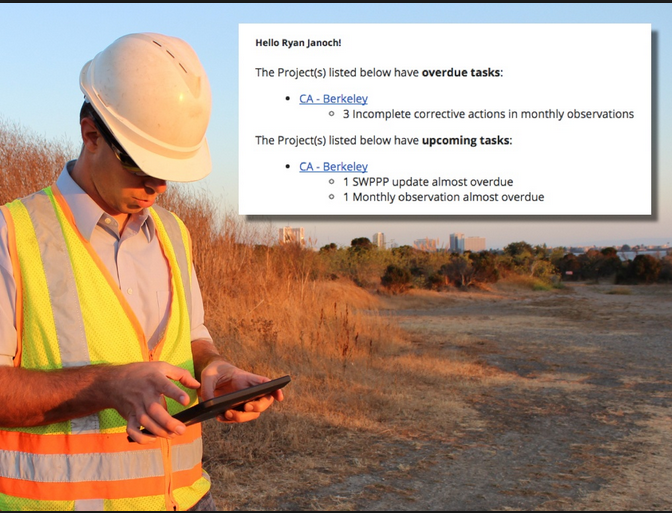 Hello Ryan Janoch!
The Project(s) listed below have overdue tasks:
CA - Berkeley
3 Incomplete corrective actions in monthly observations
The Project(s) listed below have upcoming tasks:
CA - Berkeley
1 SWPPP update almost overdue
1 Monthly observation almost overdue